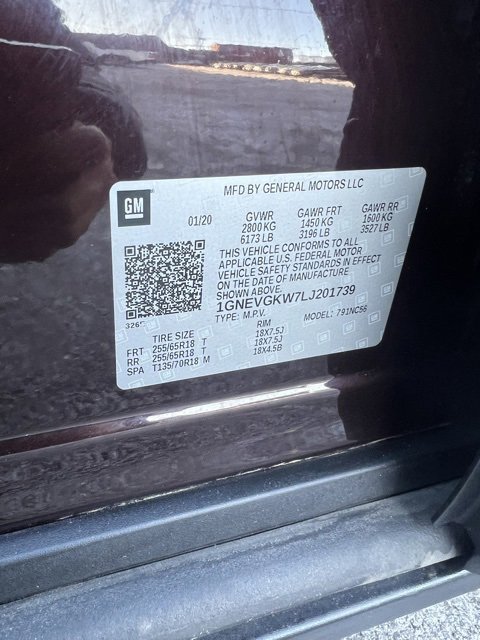 MFD BY GENERAL MOTORS LLC
GM
01/20 GVWR GAWR FRT GAWR RR
2800 KG 1450 KG 1600 KG
6173 LB 3196 LB 3527 LB
THIS VEHICLE CONFORMS TO ALL
APPLICABLE U.S. FEDERAL MOTOR
VEHICLE SAFETY STANDARDS IN EFFECT
ON THE DATE OF MANUFACTURE
SHOWN ABOVE.
1GNEVGKW7LJ201739
TYPE: M.P.V. MODEL: 791NC56
TIRE SIZE RIM
FRT 255/65R18 T 18X7.5J
RR 255/65R18 T 18X7.5J
SPA T135/70R18 M 18X4.5B